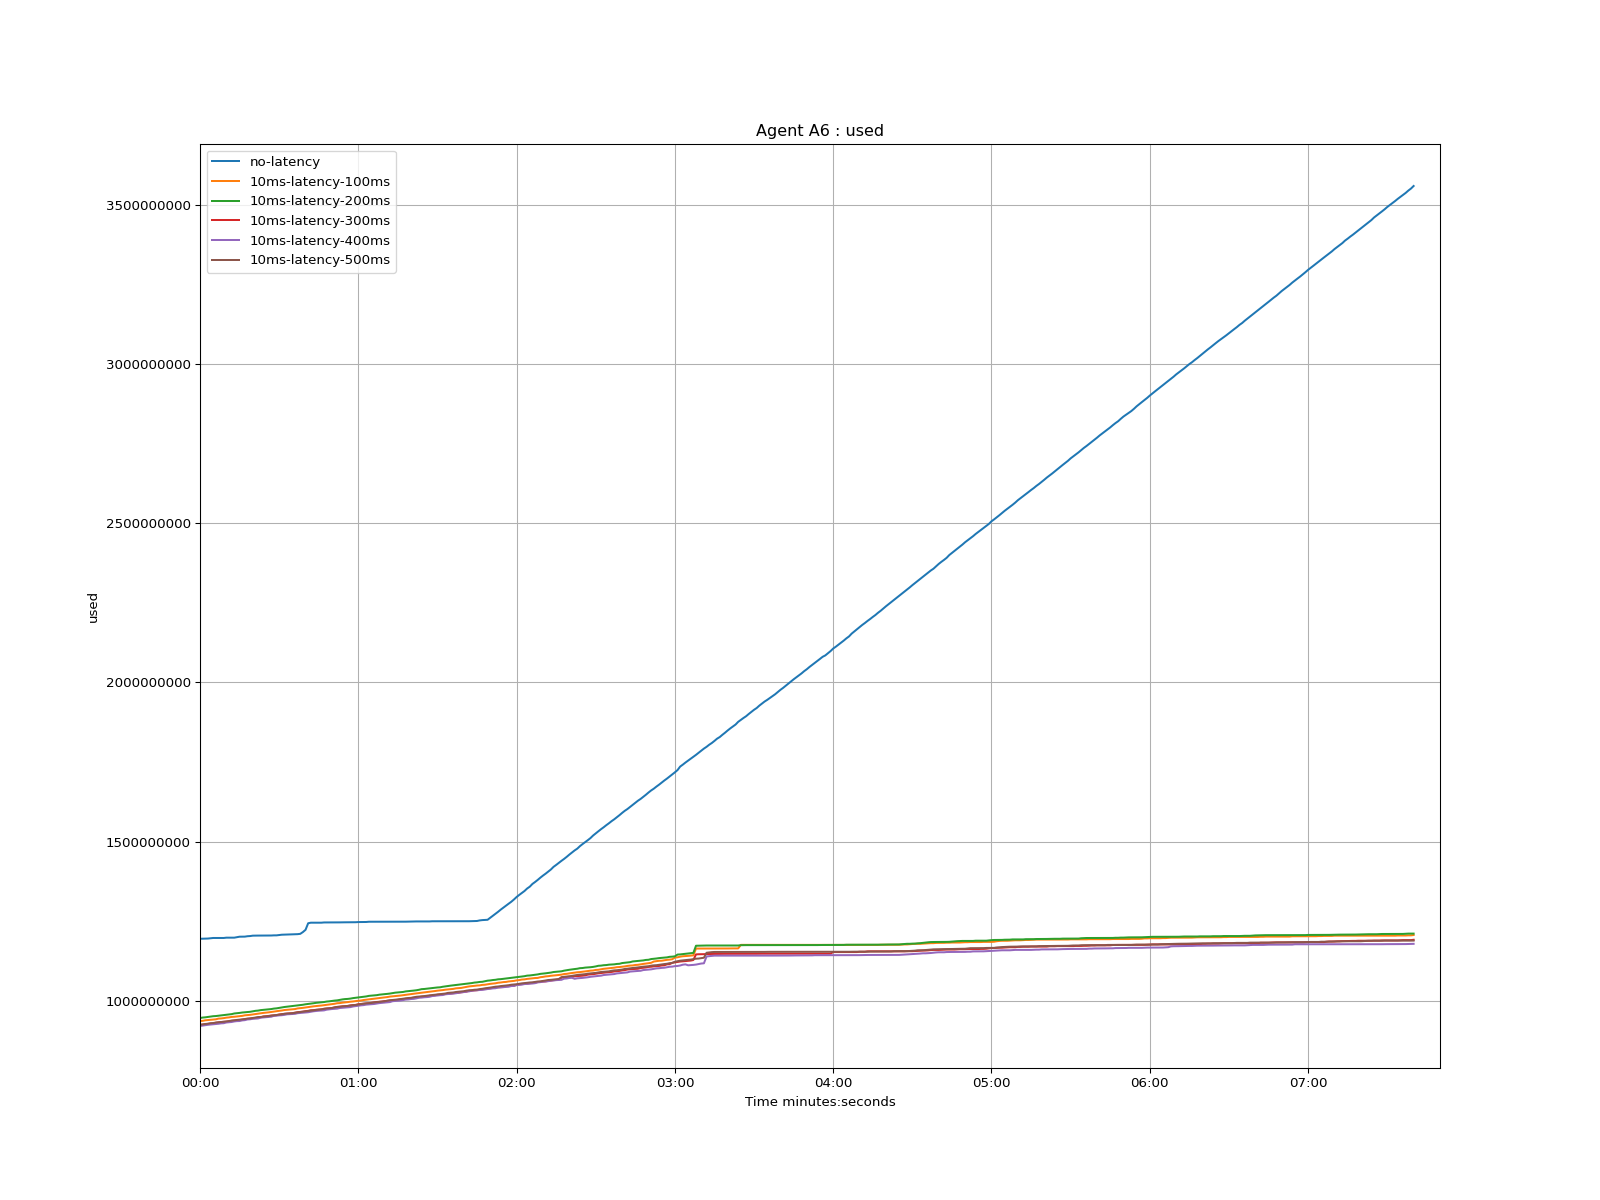 Agent A6 : used
no-latency
10ms-latency-100ms
10ms-latency-200ms
10ms-latency-300ms
10ms-latency-400ms
10ms-latency-500ms
3500000000
3000000000
2500000000
2000000000
1500000000
1000000000
used
00:00 01:00 02:00 03:00 04:00 05:00 06:00 07:00
Time minutes:seconds